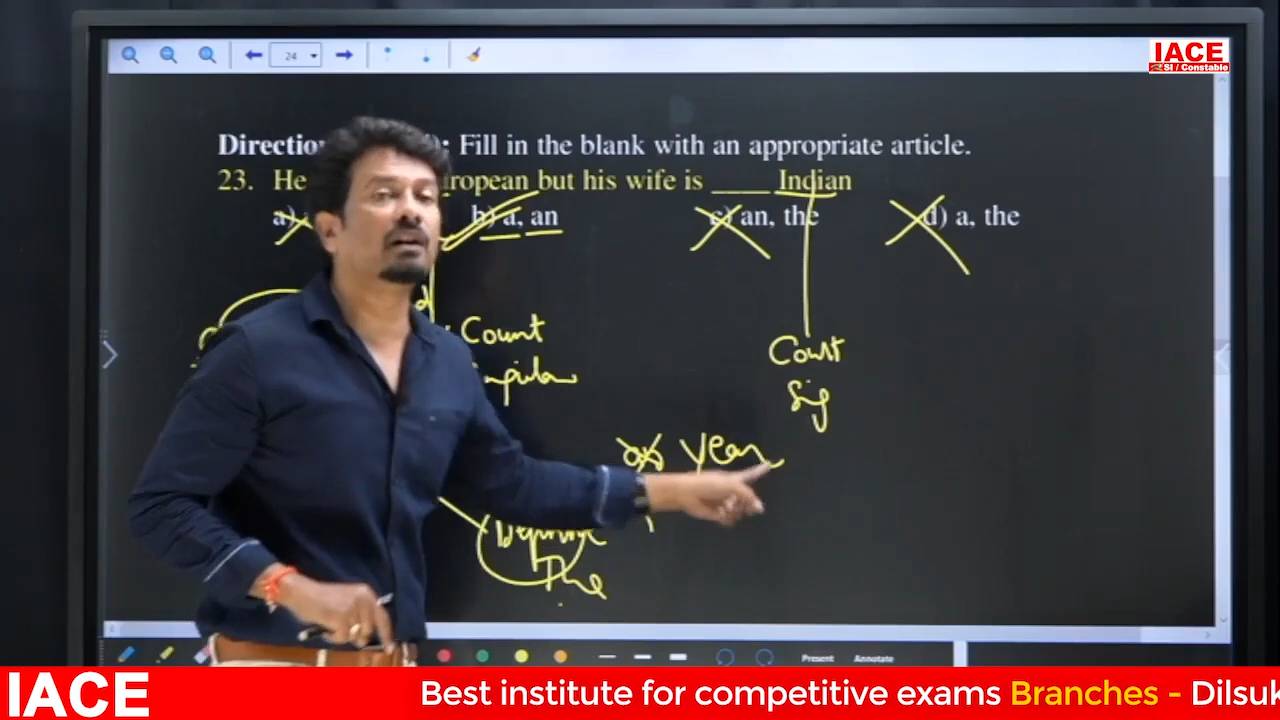 24
IACE
SI / Constable
Directio : Fill in the blank with an appropriate article.
23. He ropean but his wife is ____ Indian
a) b) a, an c) an, the d) a, the
Count
Count
Sig
an year
The
Present Annotate
IACE Best institute for competitive exams Branches - Dilsuk